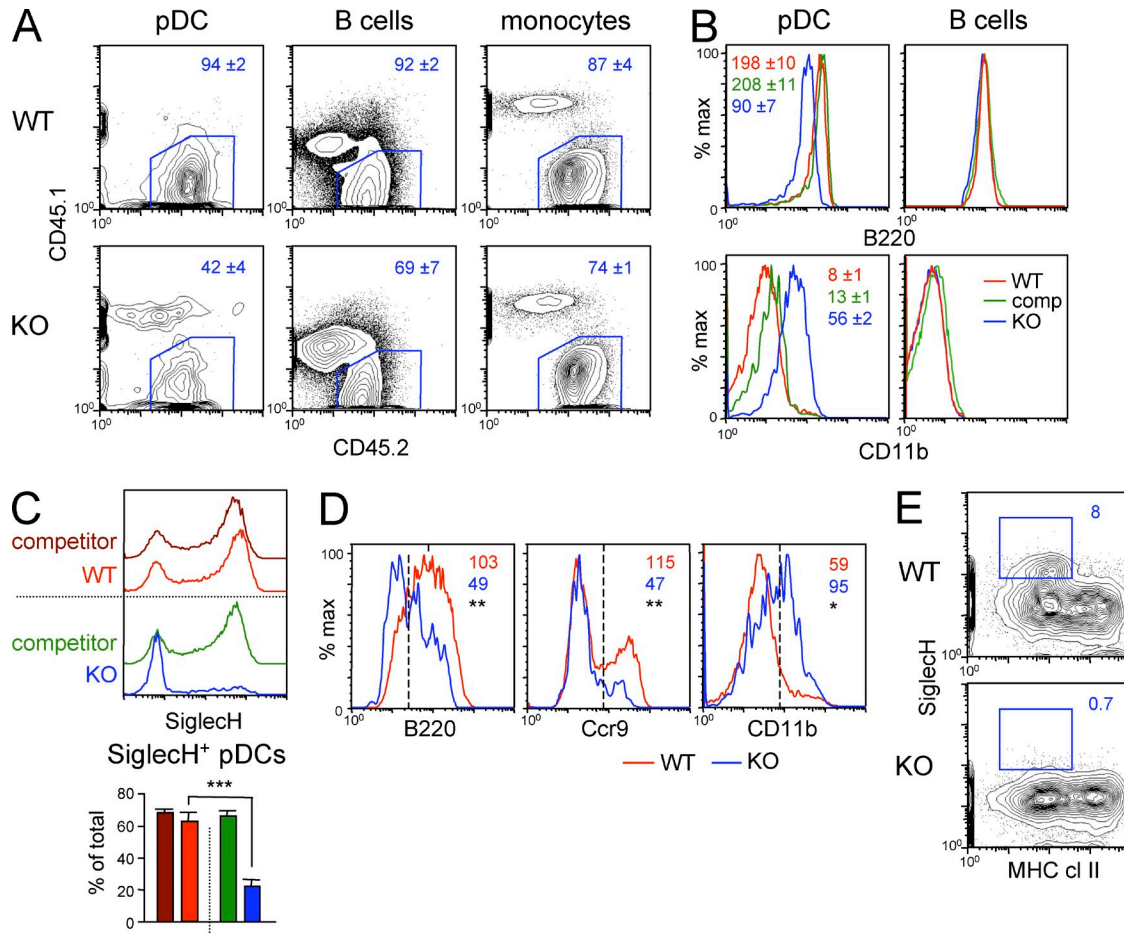 A
pDC
B cells
monocytes
WT
94 ±2
92 ±2
87 ±4
10⁰
KO
42 ±4
69 ±7
74 ±1
10⁰
10⁰
10⁰
10⁰
CD45.1
CD45.2
B
pDC
B cells
100
198 ±10
208 ±11
90 ±7
% max
0
10⁰
10⁰
B220
100
8 ±1
13 ±1
56 ±2
WT
comp
KO
% max
0
10⁰
10⁰
CD11b
C
competitor
WT
competitor
KO
SiglecH
SiglecH⁺ pDCs
***
80
60
40
20
0
% of total
D
100
103
49
**
115
47
**
59
95
*
% max
0
10⁰
10⁰
10⁰
B220
Ccr9
CD11b
WT
KO
E
WT
8
10⁰
10⁰
SiglecH
KO
0.7
10⁰
10⁰
MHC cl II